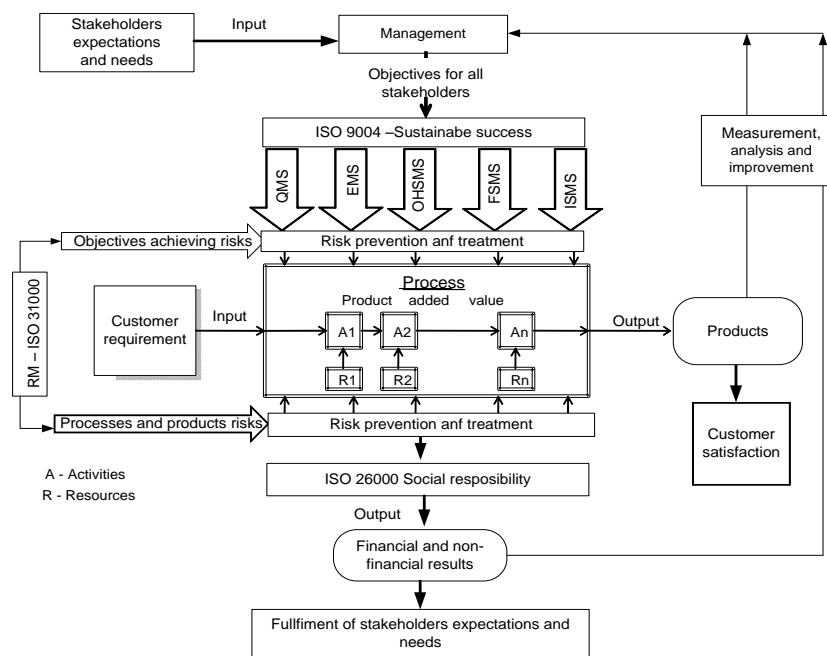 Stakeholders
expectations
and needs
Input
Management
Objectives for all
stakeholders
ISO 9004 –Sustainabe success
Measurement,
analysis and
improvement
QMS
EMS
OHSMS
FSMS
ISMS
Objectives achieving risks
Risk prevention anf treatment
RM – ISO 31000
Process
Product added value
Customer
requirement
Input
A1
A2
An
Output
Products
R1
R2
Rn
Processes and products risks
Risk prevention anf treatment
Customer
satisfaction
A - Activities
R - Resources
ISO 26000 Social resposibility
Output
Financial and non-
financial results
Fullfiment of stakeholders expectations and
needs